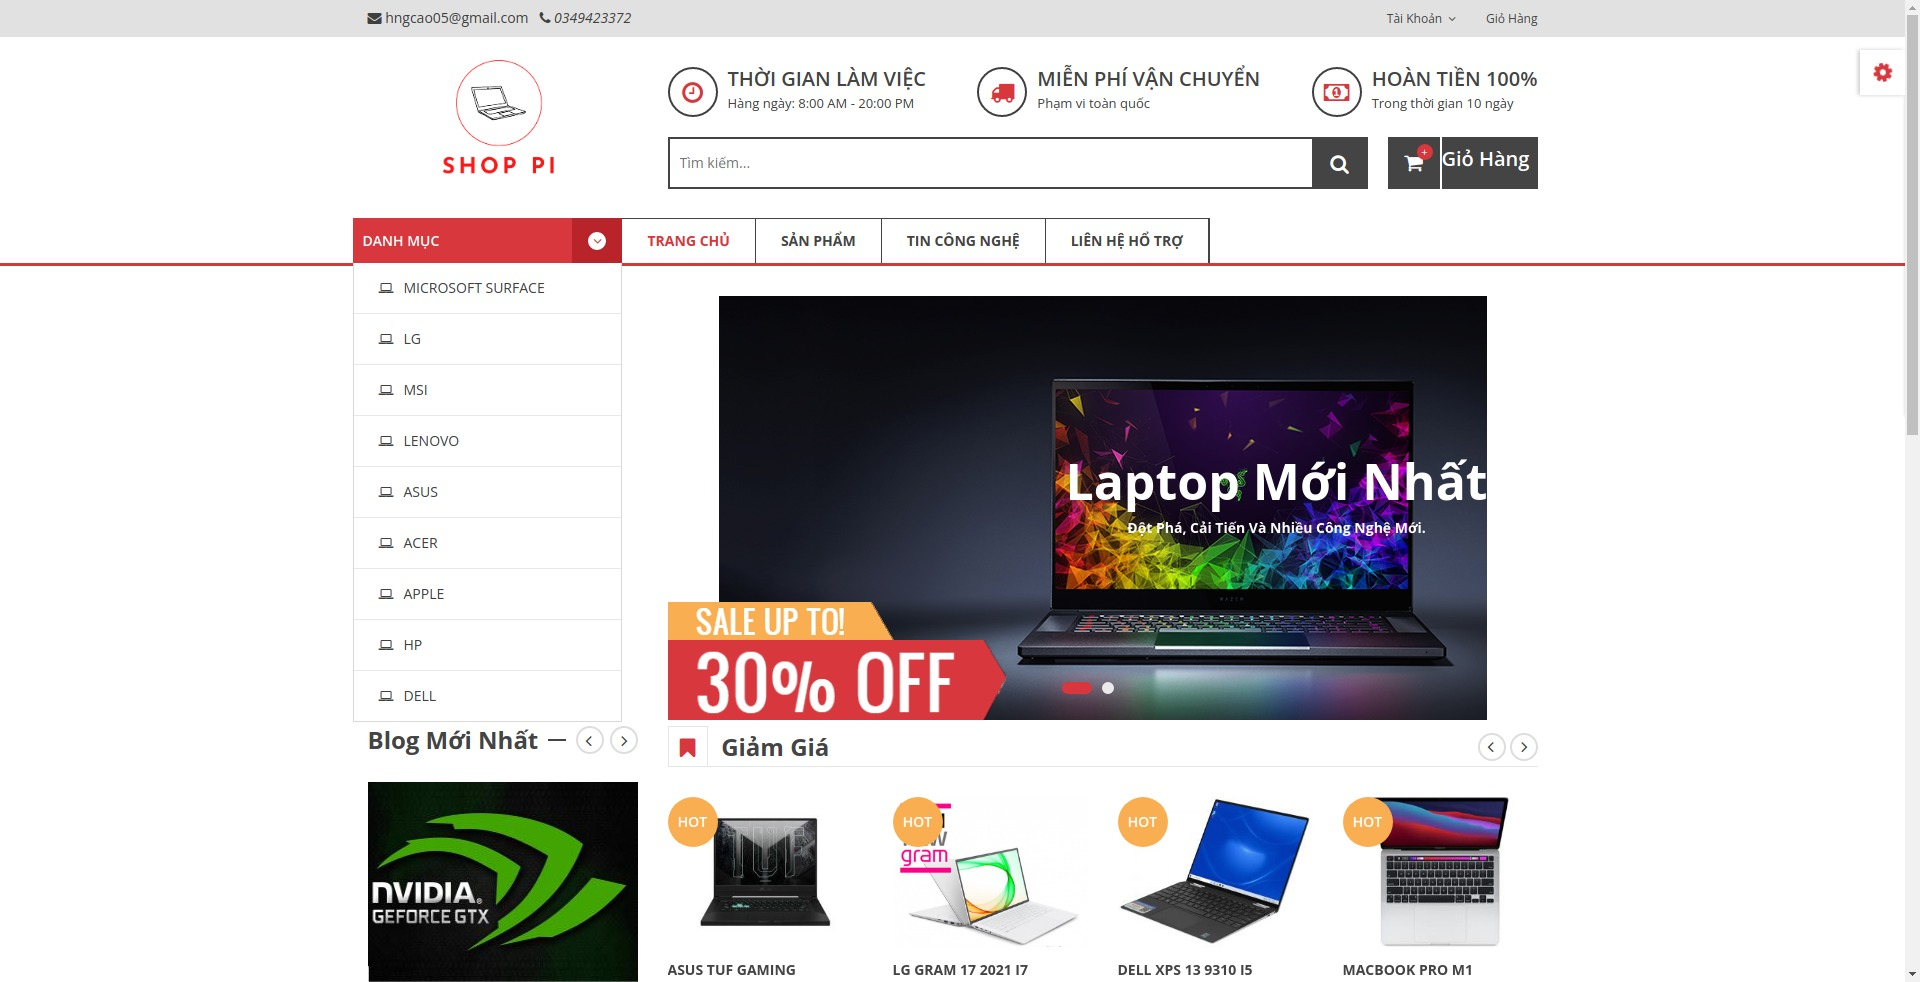 hngcao05@gmail.com 0349423372
Tài Khoản Giỏ Hàng
THỜI GIAN LÀM VIỆC
Hàng ngày: 8:00 AM - 20:00 PM
MIỄN PHÍ VẬN CHUYỂN
Phạm vi toàn quốc
HOÀN TIỀN 100%
Trong thời gian 10 ngày
SHOP PI
Tìm kiếm...
+
Giỏ Hàng
DANH MỤC
TRANG CHỦ
SẢN PHẨM
TIN CÔNG NGHỆ
LIÊN HỆ HỖ TRỢ
MICROSOFT SURFACE
LG
MSI
LENOVO
ASUS
ACER
APPLE
HP
DELL
Laptop Mới Nhất
Đột Phá, Cải Tiến Và Nhiều Công Nghệ Mới.
RAZER
SALE UP TO!
30% OFF
Blog Mới Nhất
NVIDIA.
GEFORCE GTX
Giảm Giá
HOT
TUF
ASUS TUF GAMING
HOT
gram
LG GRAM 17 2021 I7
HOT
DELL XPS 13 9310 I5
HOT
MACBOOK PRO M1